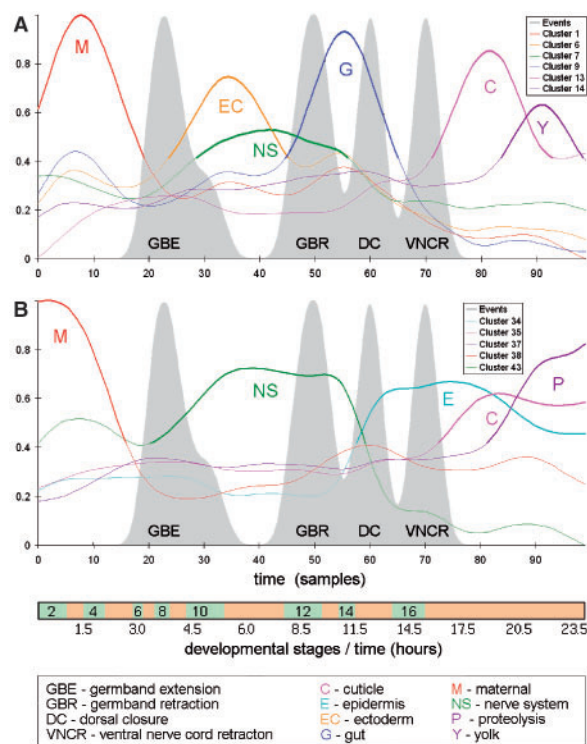 A
1
0.8
0.6
0.4
0.2
0
M
EC
NS
G
C
Y
Events
Cluster 1
Cluster 6
Cluster 7
Cluster 9
Cluster 13
Cluster 14
GBE
GBR
DC
VNCR
0 10 20 30 40 50 60 70 80 90
B
1
0.8
0.6
0.4
0.2
0
M
NS
E
C
P
Events
Cluster 34
Cluster 35
Cluster 37
Cluster 38
Cluster 43
GBE
GBR
DC
VNCR
0 10 20 30 40 50 60 70 80 90
time (samples)
2 4 6 8 10 12 14 16
1.5 3.0 4.5 6.0 8.5 11.5 14.5 17.5 20.5 23.5
developmental stages / time (hours)
GBE - germband extension
GBR - germband retraction
DC - dorsal closure
VNCR - ventral nerve cord retracton
C - cuticle
E - epidermis
EC - ectoderm
G - gut
M - maternal
NS - nerve system
P - proteolysis
Y - yolk